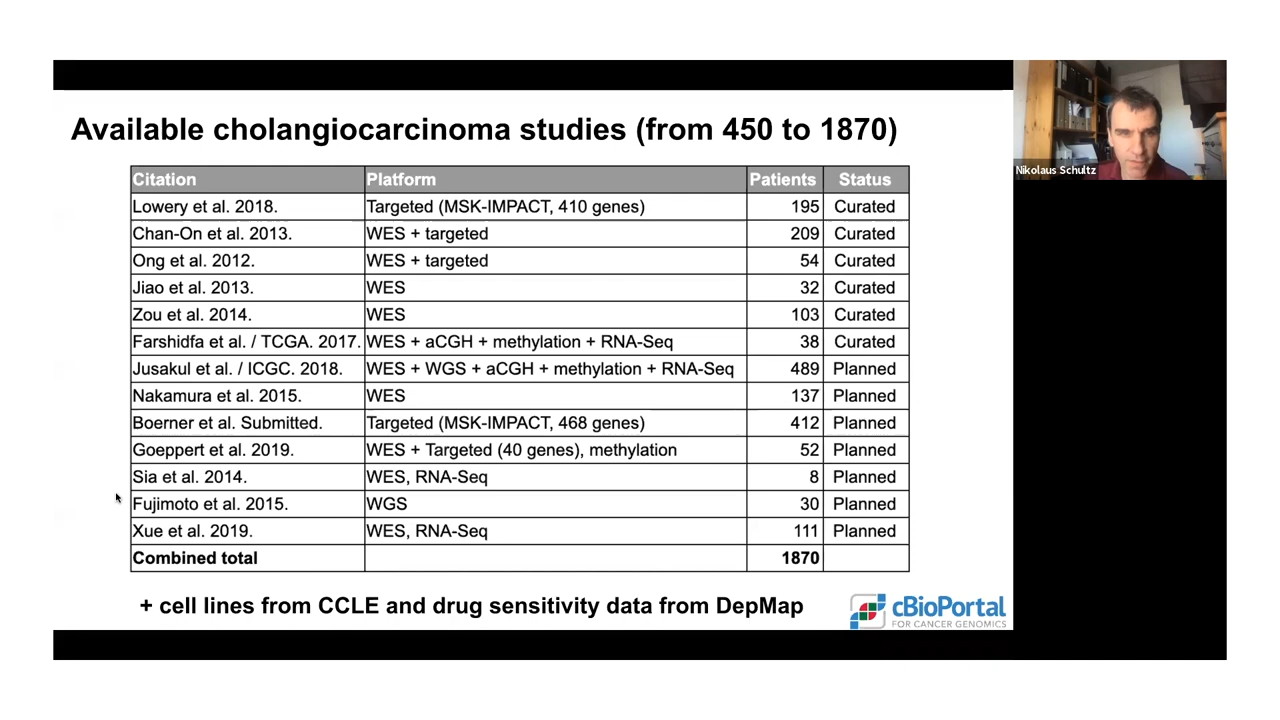 Available cholangiocarcinoma studies (from 450 to 1870)
Citation Platform Patients Status
Lowery et al. 2018. Targeted (MSK-IMPACT, 410 genes) 195 Curated
Chan-On et al. 2013. WES + targeted 209 Curated
Ong et al. 2012. WES + targeted 54 Curated
Jiao et al. 2013. WES 32 Curated
Zou et al. 2014. WES 103 Curated
Farshidfa et al. / TCGA. 2017. WES + aCGH + methylation + RNA-Seq 38 Curated
Jusakul et al. / ICGC. 2018. WES + WGS + aCGH + methylation + RNA-Seq 489 Planned
Nakamura et al. 2015. WES 137 Planned
Boerner et al. Submitted. Targeted (MSK-IMPACT, 468 genes) 412 Planned
Goeppert et al. 2019. WES + Targeted (40 genes), methylation 52 Planned
Sia et al. 2014. WES, RNA-Seq 8 Planned
Fujimoto et al. 2015. WGS 30 Planned
Xue et al. 2019. WES, RNA-Seq 111 Planned
Combined total 1870
+ cell lines from CCLE and drug sensitivity data from DepMap
cBioPortal
FOR CANCER GENOMICS
Nikolaus Schultz